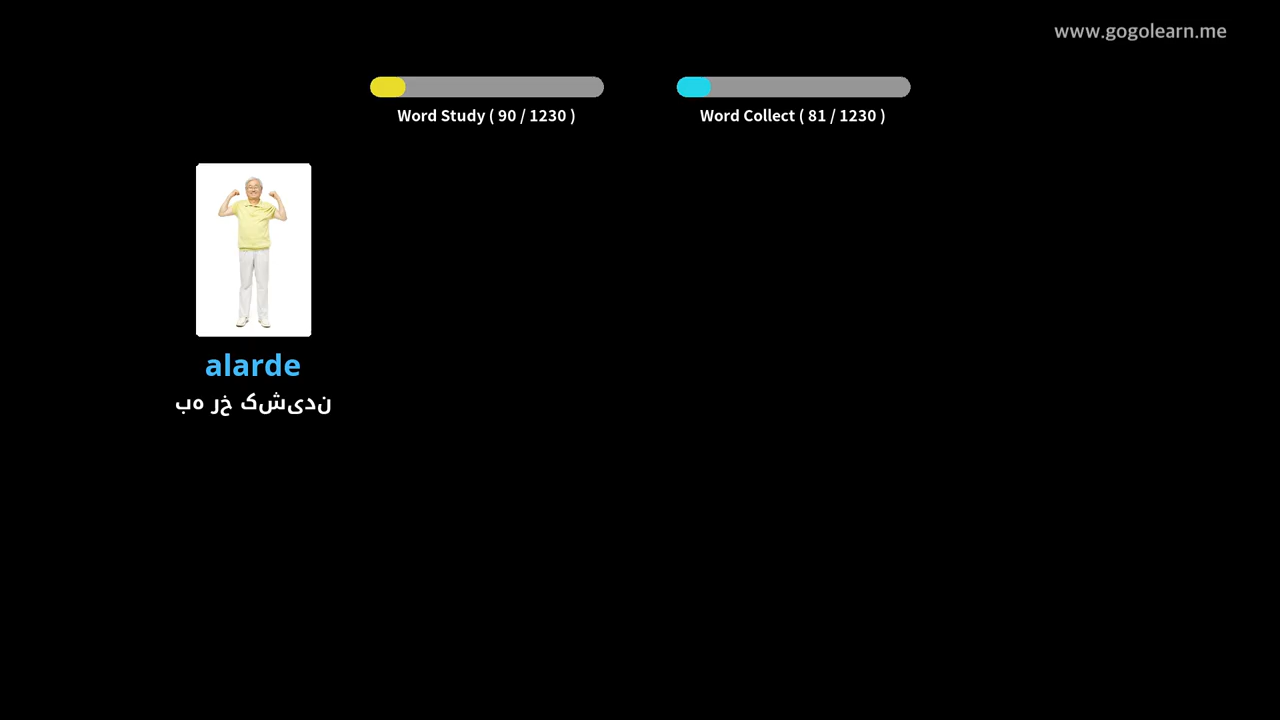 www.gogolearn.me
Word Study ( 90 / 1230 )
Word Collect ( 81 / 1230 )
alarde
به رخ کشیدن